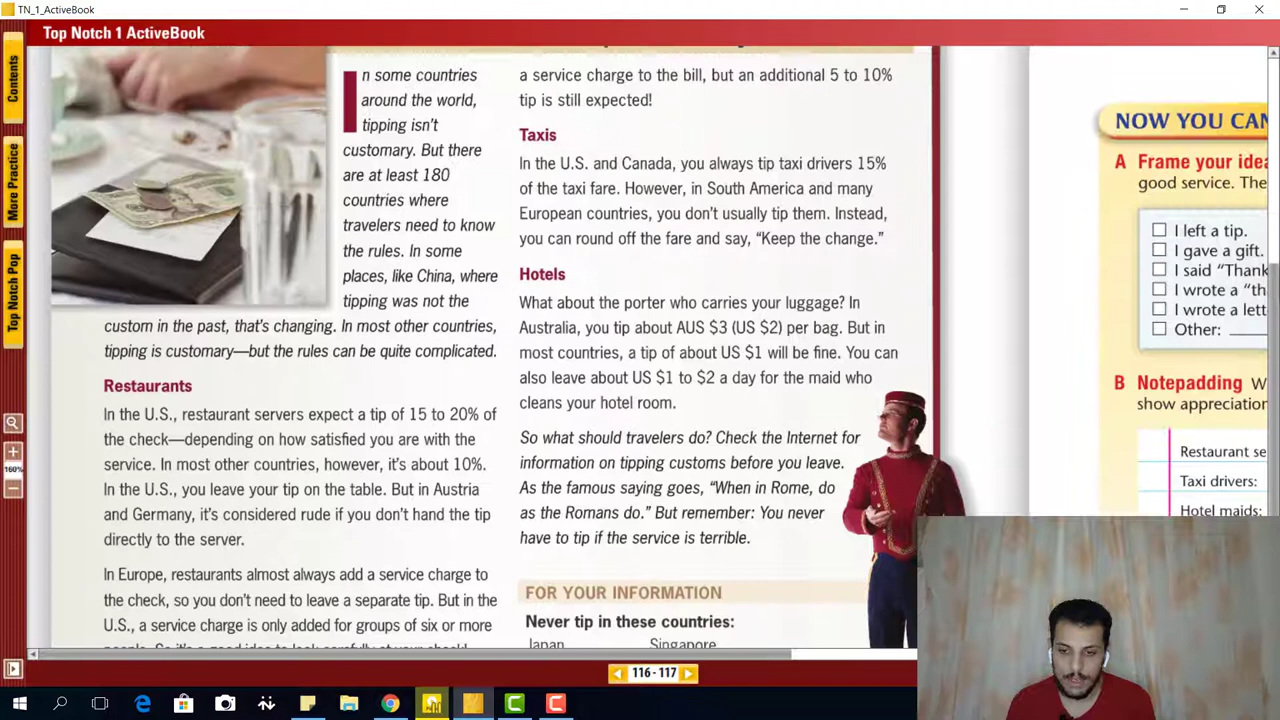 TN_1_ActiveBook
Top Notch 1 ActiveBook
Contents
More Practice
Top Notch Pop
160%
In some countries
around the world,
tipping isn't
customary. But there
are at least 180
countries where
travelers need to know
the rules. In some
places, like China, where
tipping was not the
custom in the past, that's changing. In most other countries,
tipping is customary—but the rules can be quite complicated.
Restaurants
In the U.S., restaurant servers expect a tip of 15 to 20% of
the check—depending on how satisfied you are with the
service. In most other countries, however, it's about 10%.
In the U.S., you leave your tip on the table. But in Austria
and Germany, it's considered rude if you don't hand the tip
directly to the server.
In Europe, restaurants almost always add a service charge to
the check, so you don't need to leave a separate tip. But in the
U.S., a service charge is only added for groups of six or more
people. So it's a good idea to look carefully at your check!
a service charge to the bill, but an additional 5 to 10%
tip is still expected!
Taxis
In the U.S. and Canada, you always tip taxi drivers 15%
of the taxi fare. However, in South America and many
European countries, you don't usually tip them. Instead,
you can round off the fare and say, "Keep the change."
Hotels
What about the porter who carries your luggage? In
Australia, you tip about AUS $3 (US $2) per bag. But in
most countries, a tip of about US $1 will be fine. You can
also leave about US $1 to $2 a day for the maid who
cleans your hotel room.
So what should travelers do? Check the Internet for
information on tipping customs before you leave.
As the famous saying goes, "When in Rome, do
as the Romans do." But remember: You never
have to tip if the service is terrible.
FOR YOUR INFORMATION
Never tip in these countries:
Japan Singapore
NOW YOU CAN
A Frame your idea
good service. The
I left a tip.
I gave a gift.
I said "Thank
I wrote a "th
I wrote a lett
Other:
B Notepadding W
show appreciation
Restaurant se
Taxi drivers:
Hotel maids:
116 - 117